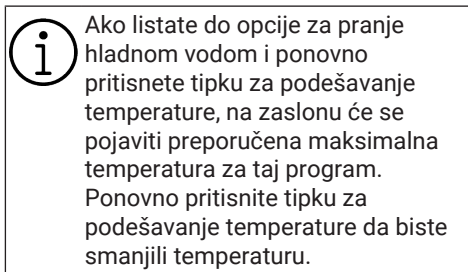 Ako listate do opcije za pranje
hladnom vodom i ponovno
pritisnete tipku za podešavanje
temperature, na zaslonu će se
pojaviti preporučena maksimalna
temperatura za taj program.
Ponovno pritisnite tipku za
podešavanje temperature da biste
smanjili temperaturu.